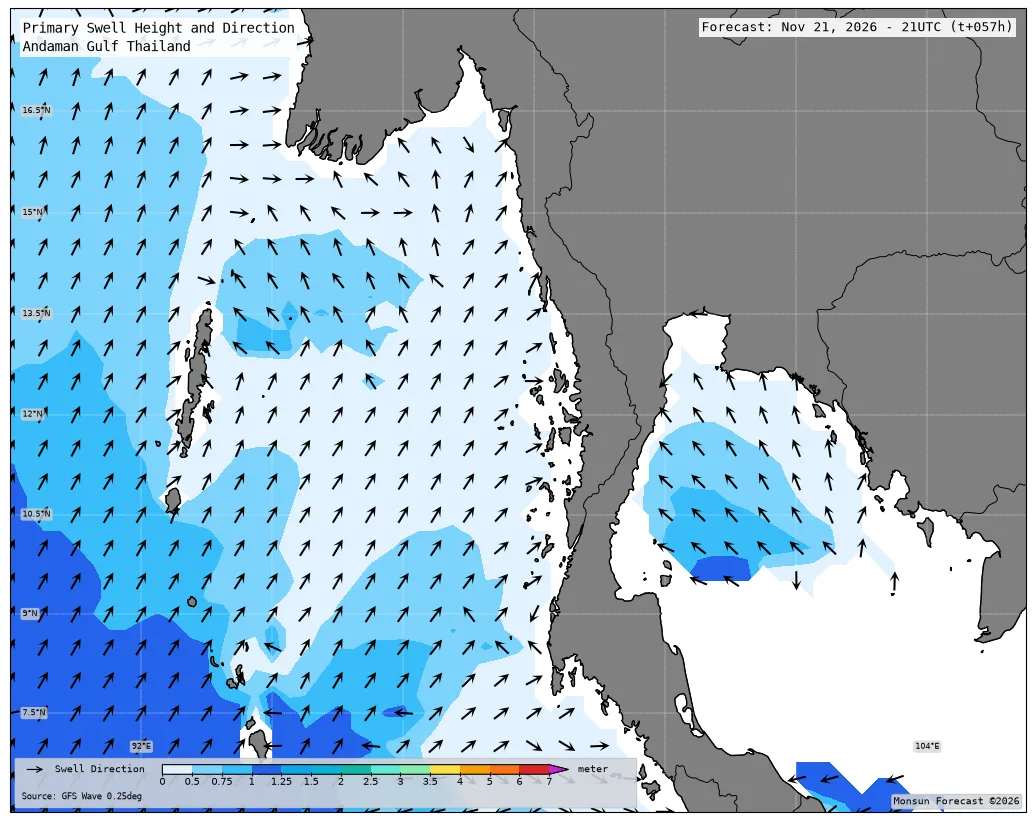 Primary Swell Height and Direction
Andaman Gulf Thailand
Forecast: Nov 21, 2026 - 21UTC (t+057h)
16.5°N
15°N
13.5°N
12°N
10.5°N
9°N
7.5°N
92°E
104°E
Swell Direction
0 0.5 0.75 1 1.25 1.5 2 2.5 3 3.5 4 5 6 7 meter
Source: GFS Wave 0.25deg
Monsun Forecast ©2026